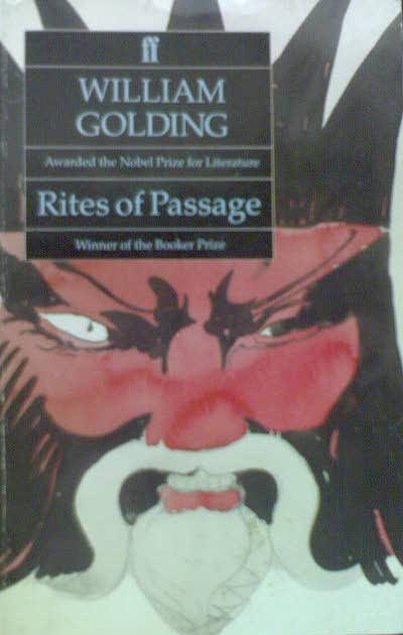 ff
WILLIAM
GOLDING
Awarded the Nobel Prize for Literature
Rites of Passage
Winner of the Booker Prize